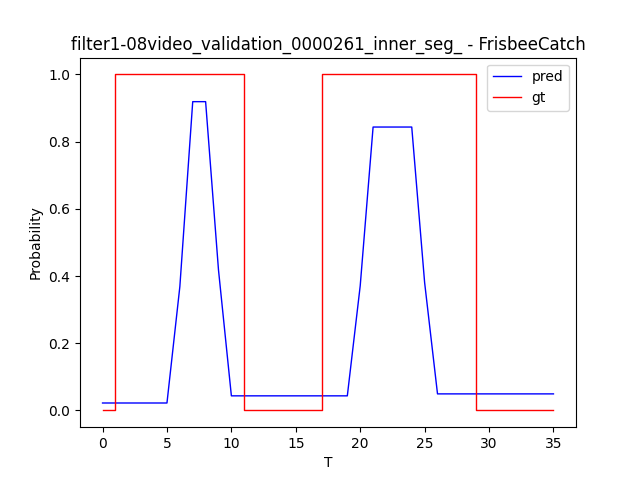 filter1-08video_validation_0000261_inner_seg_ - FrisbeeCatch
pred
gt
1.0
0.8
0.6
0.4
0.2
0.0
Probability
0 5 10 15 20 25 30 35
T